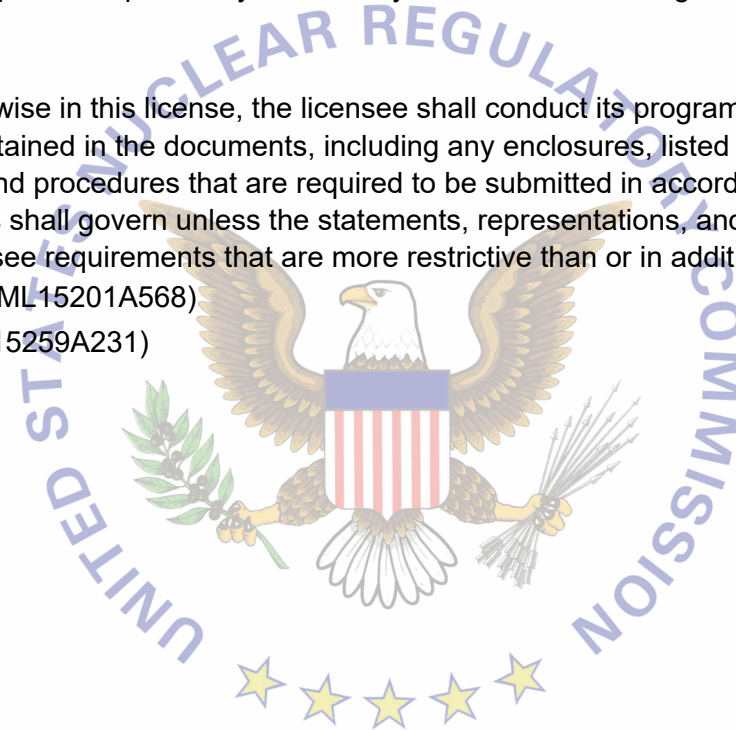 UNITED STATES NUCLEAR REGULATORY COMMISSION
wise in this license, the licensee shall conduct its program
tained in the documents, including any enclosures, listed
nd procedures that are required to be submitted in accord
s shall govern unless the statements, representations, and
see requirements that are more restrictive than or in addit
ML15201A568)
15259A231)